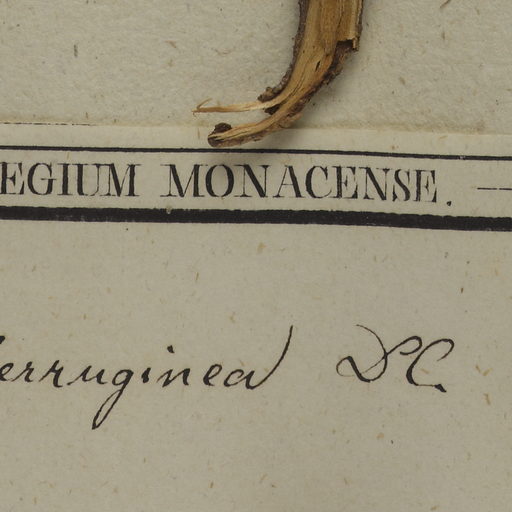 EGIUM MONACENSE. —
ferruginea DC.